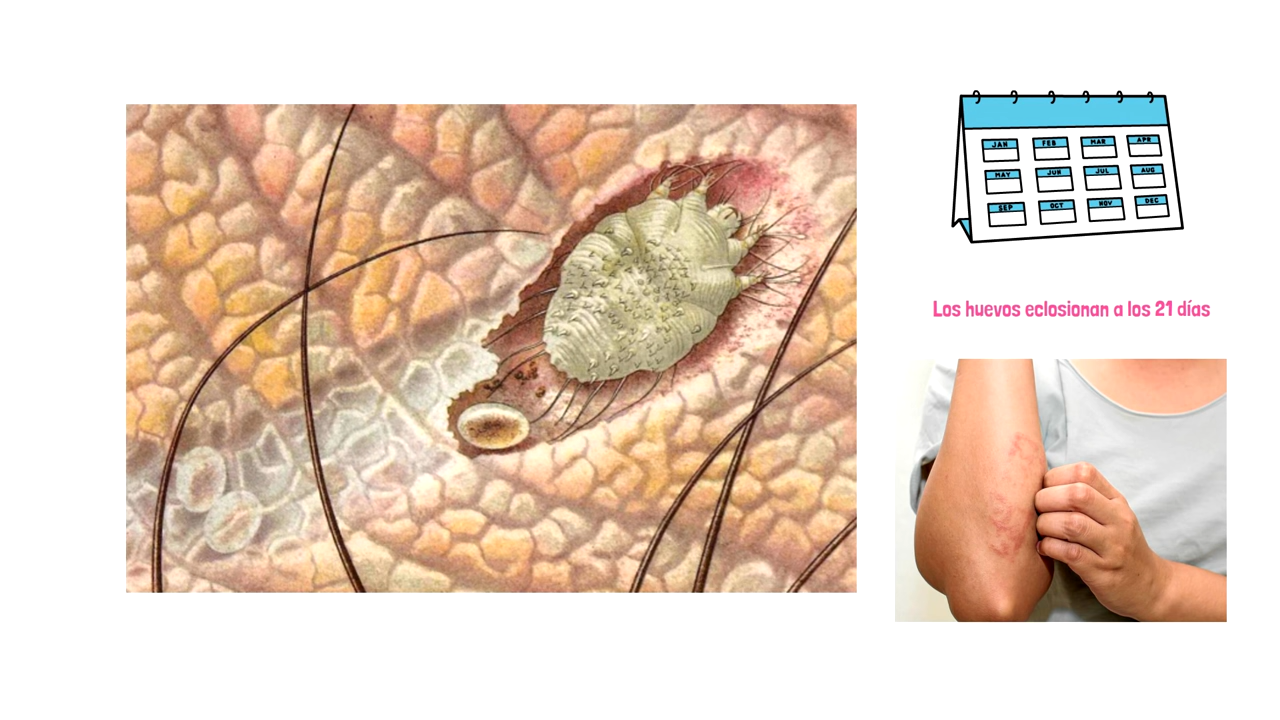 JAN FEB MAR APR
MAY JUN JUL AUG
SEP OCT NOV DEC
Los huevos eclosionan a los 21 días